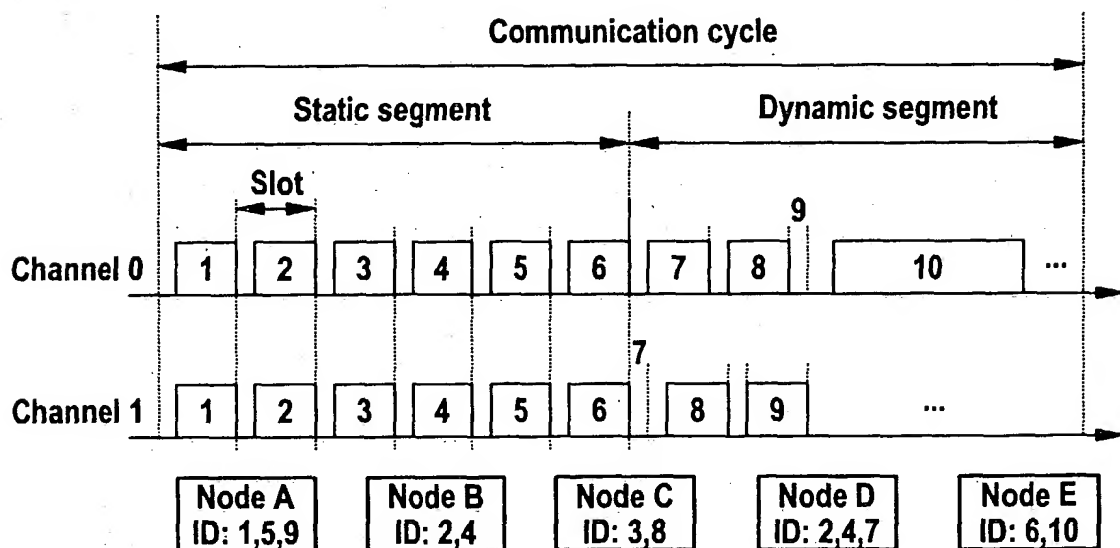 Communication cycle
Static segment
Dynamic segment
Slot
9
Channel 0 1 2 3 4 5 6 7 8 10 ...
7
Channel 1 1 2 3 4 5 6 8 9 ...
Node A Node B Node C Node D Node E
ID: 1,5,9 ID: 2,4 ID: 3,8 ID: 2,4,7 ID: 6,10